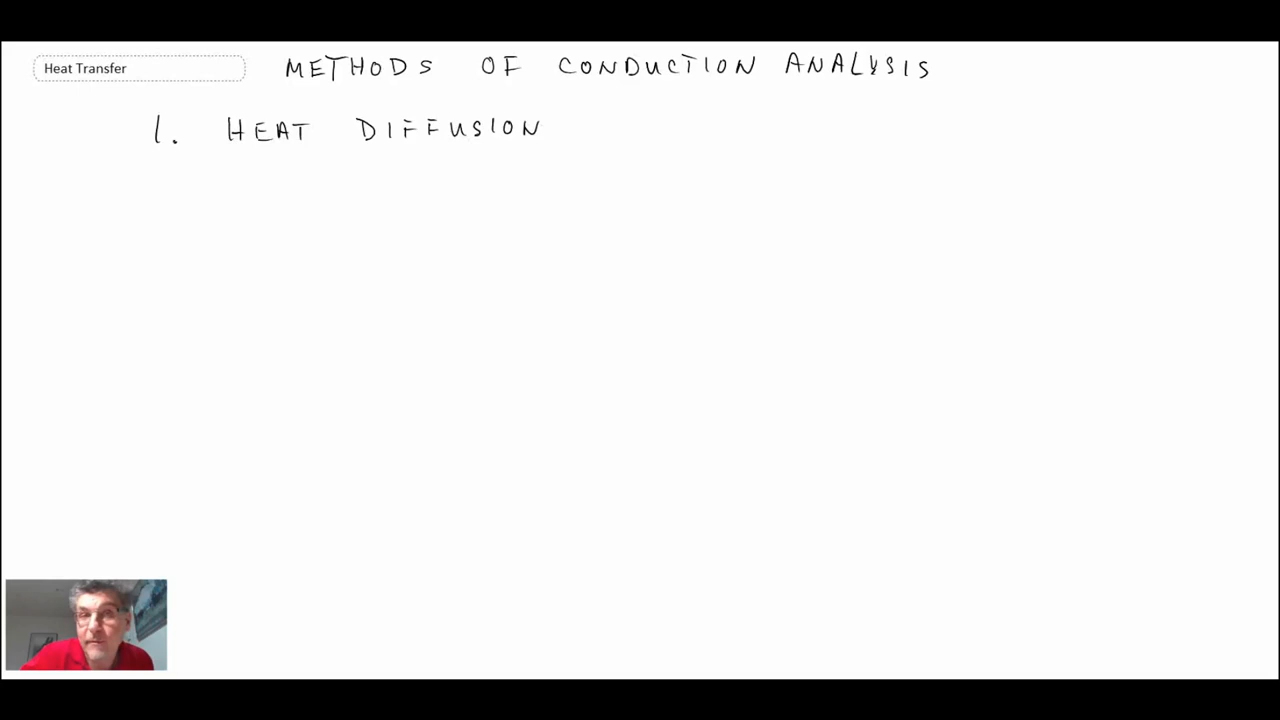 Heat Transfer
METHODS OF CONDUCTION ANALYSIS
1. HEAT DIFFUSION